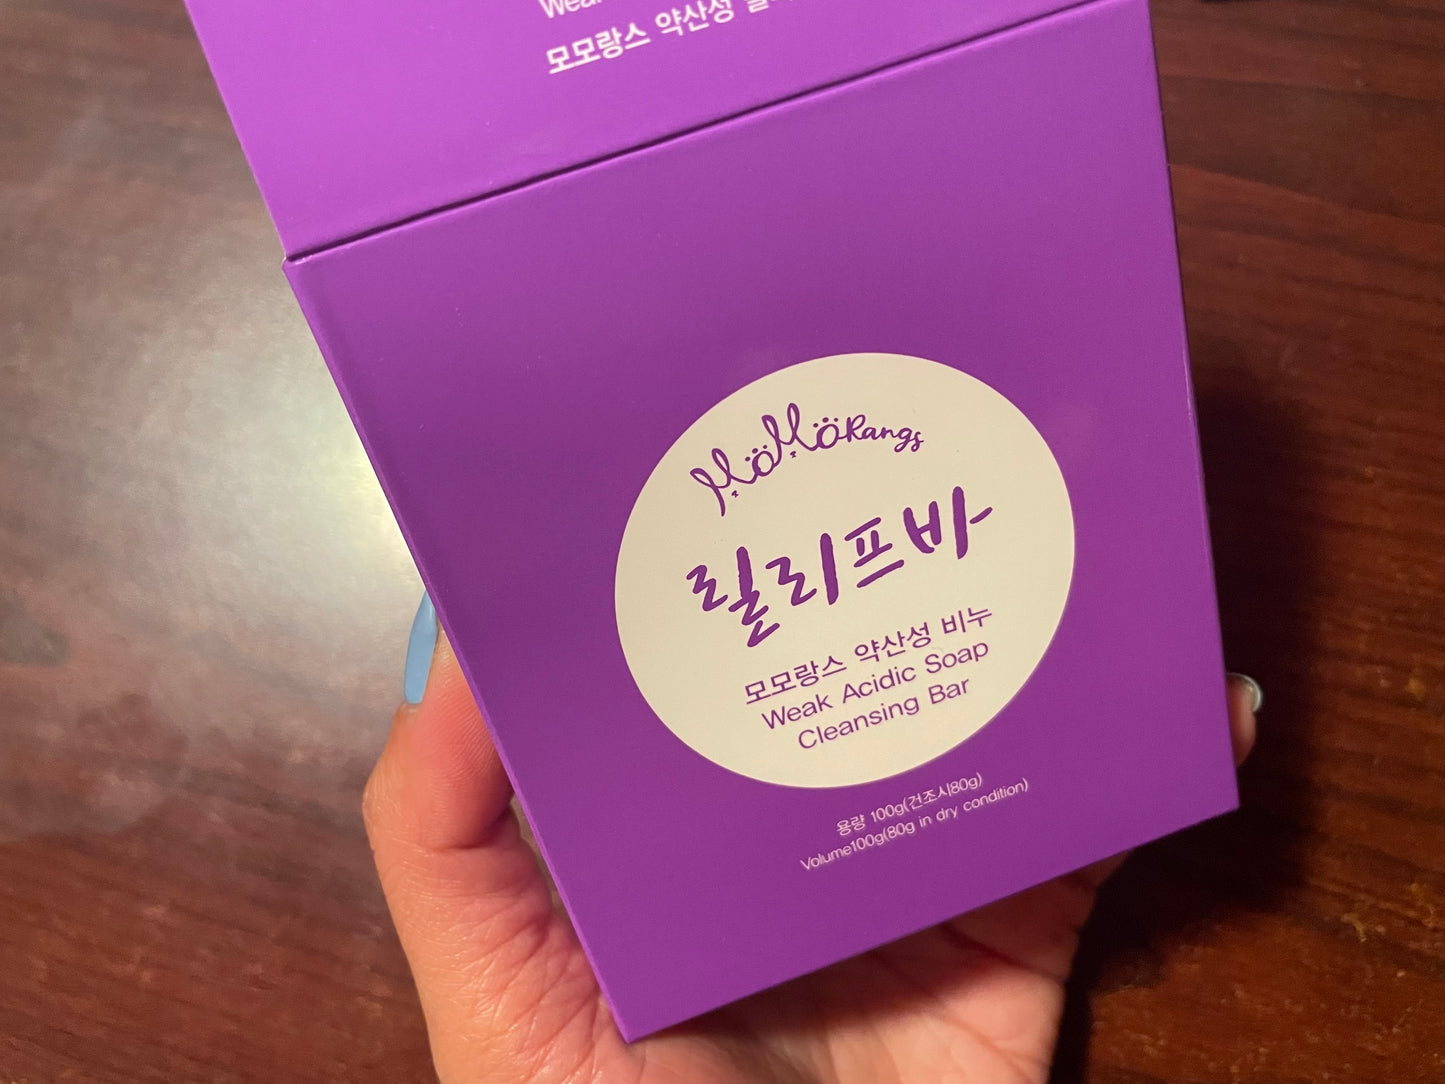 모모랑스 약산성
MoMoRangs
릴리프바
모모랑스 약산성 비누
Weak Acidic Soap
Cleansing Bar
용량 100g(건조시80g)
Volume100g(80g in dry condition)